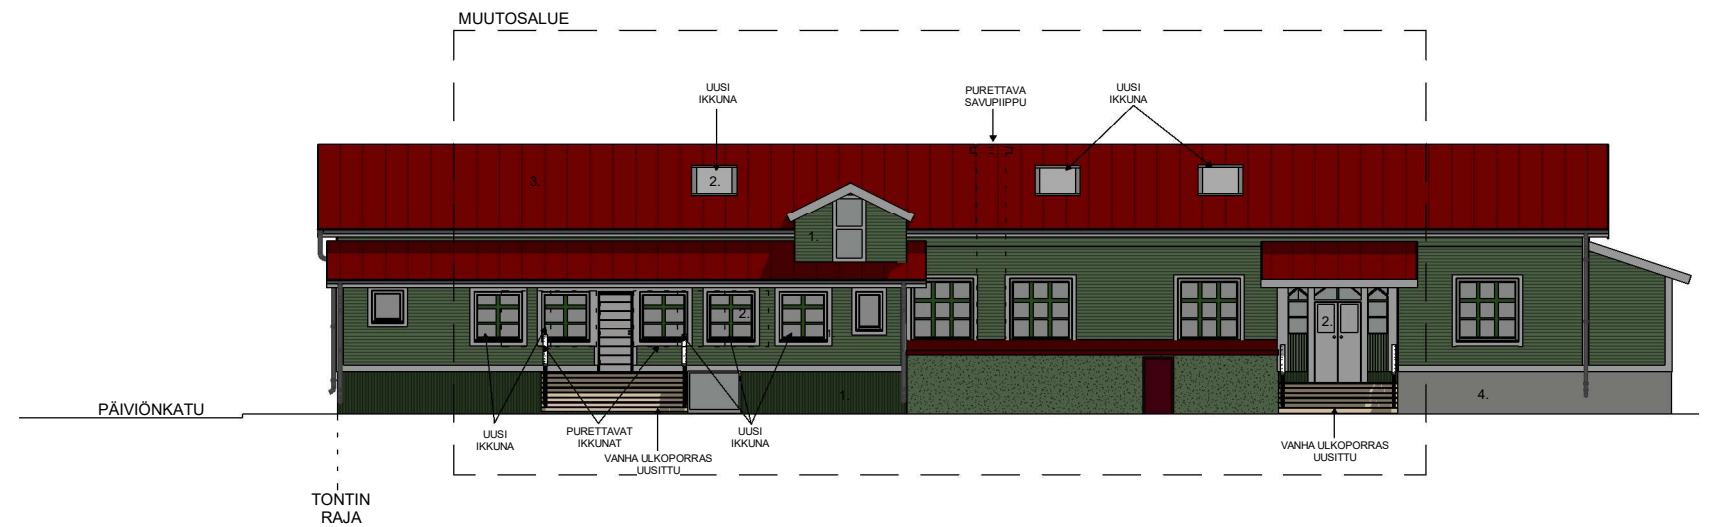 MUUTOSALUE
UUSI
IKKUNA
PURETTAVA
SAVUPIIPPU
UUSI
IKKUNA
3.
2.
1.
2.
1.
2.
1.
4.
PÄIVIÖNKATU
UUSI
IKKUNA
PURETTAVAT
IKKUNAT
VANHA ULKOPORRAS
UUSITTU
UUSI
IKKUNA
VANHA ULKOPORRAS
UUSITTU
TONTIN
RAJA